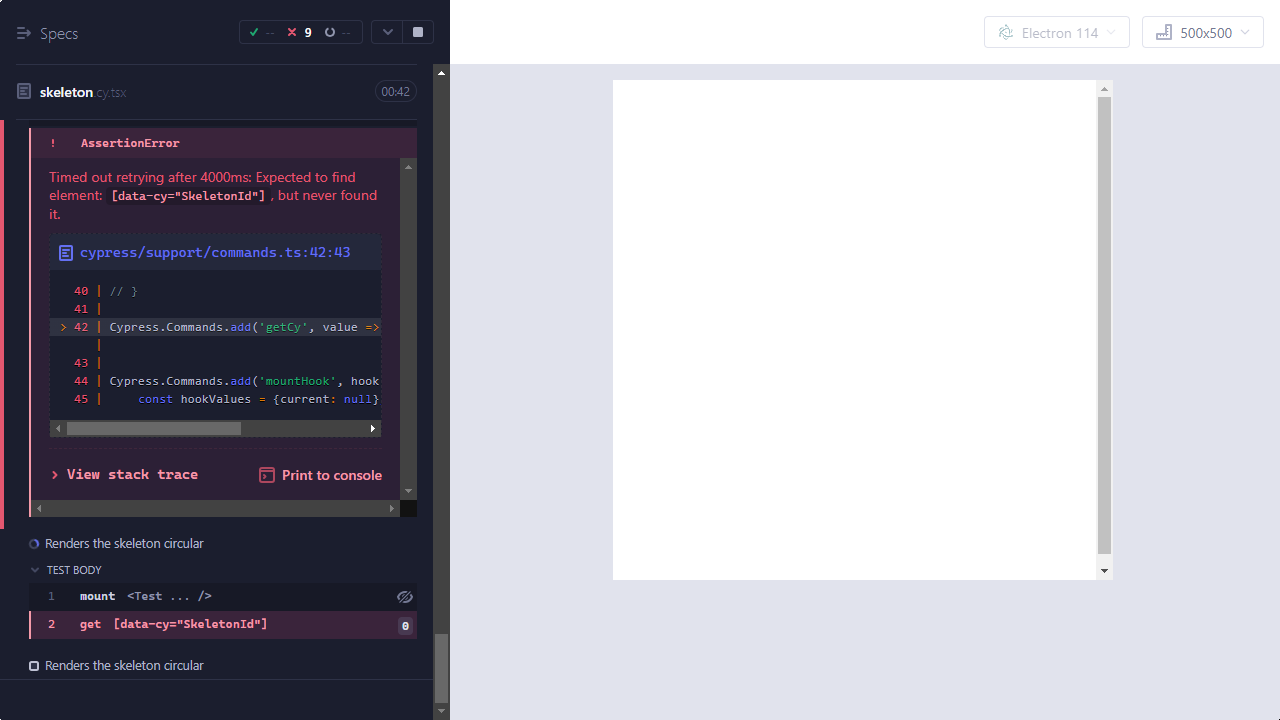 Specs
-- 9 --
Electron 114
500x500
skeleton.cy.tsx
00:42
! AssertionError
Timed out retrying after 4000ms: Expected to find
element: [data-cy="SkeletonId"], but never found
it.
cypress/support/commands.ts:42:43
40 | // }
41 |
> 42 | Cypress.Commands.add('getCy', value =>
|
43 |
44 | Cypress.Commands.add('mountHook', hook
45 | const hookValues = {current: null}
View stack trace
Print to console
Renders the skeleton circular
TEST BODY
1 mount <Test ... />
2 get [data-cy="SkeletonId"] 0
Renders the skeleton circular